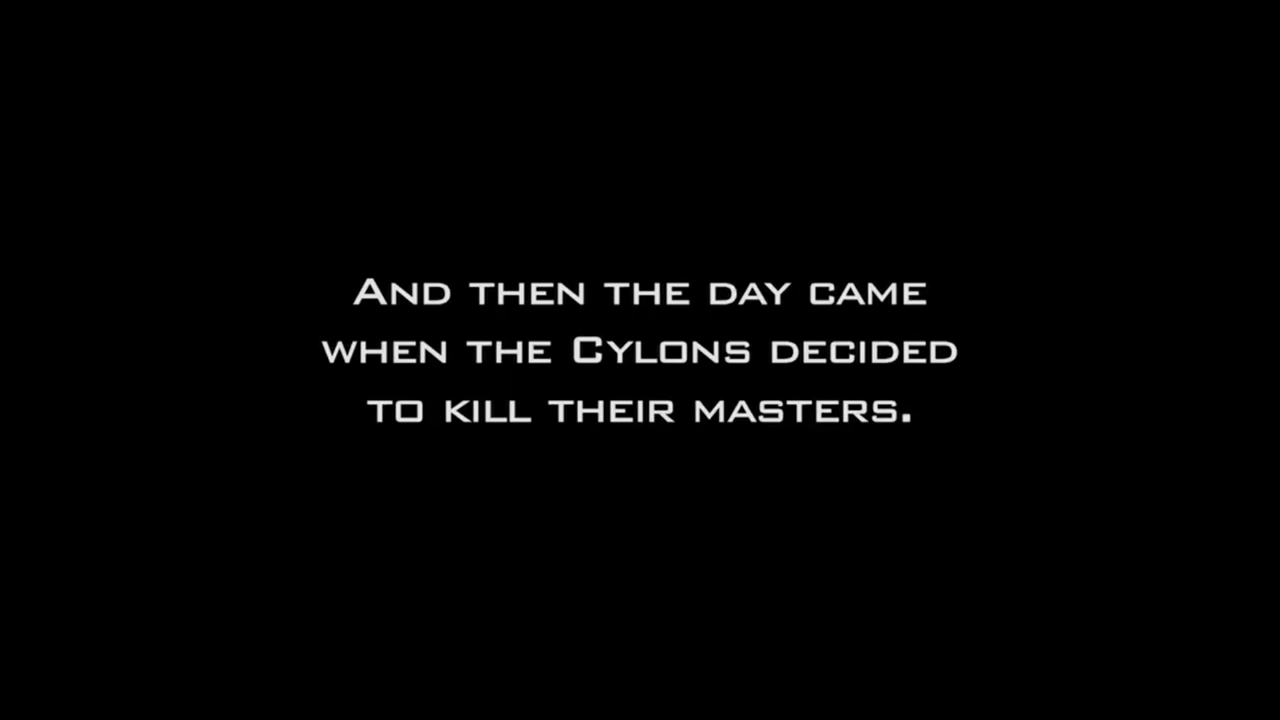 And then the day came
when the Cylons decided
to kill their masters.